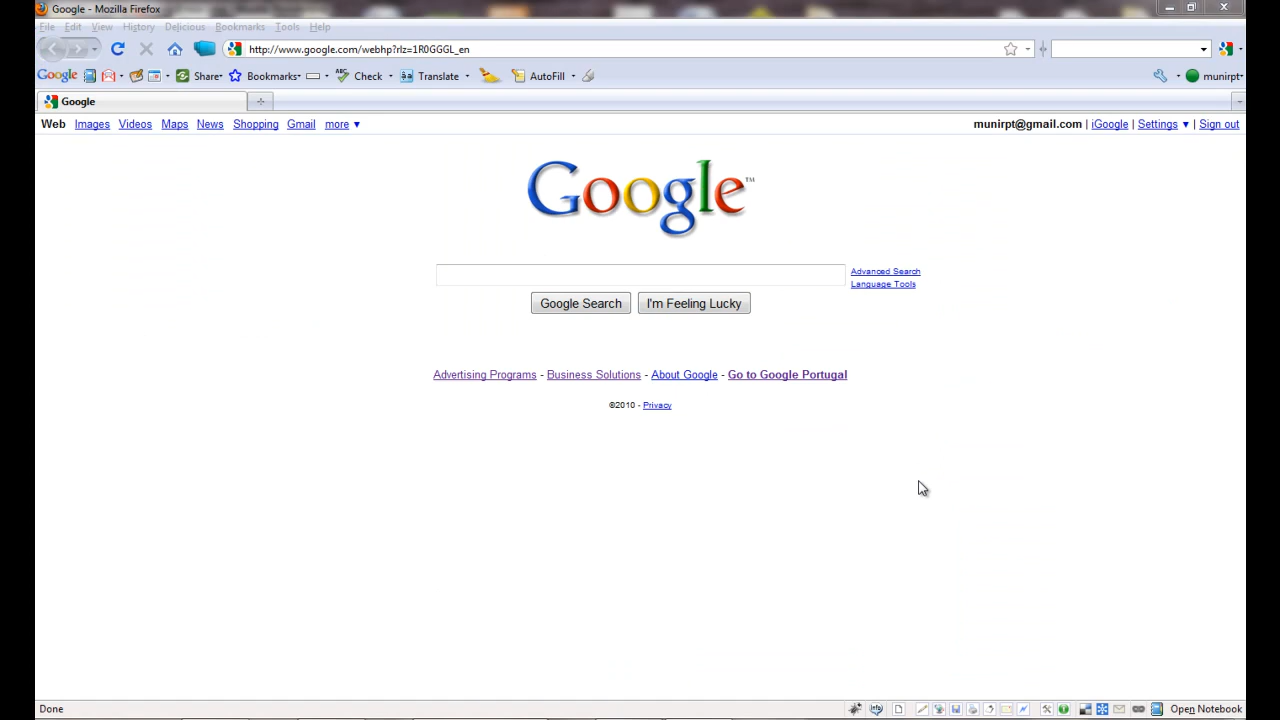 Google - Mozilla Firefox
File Edit View History Delicious Bookmarks Tools Help
http://www.google.com/webhp?rlz=1R0GGGL_en
Google Share Bookmarks ABC Check Translate AutoFill munirpt
Google
Web Images Videos Maps News Shopping Gmail more ▼ munirpt@gmail.com | iGoogle | Settings ▼ | Sign out
Google™
Advanced Search
Language Tools
Google Search I'm Feeling Lucky
Advertising Programs - Business Solutions - About Google - Go to Google Portugal
©2010 - Privacy
Done Open Notebook